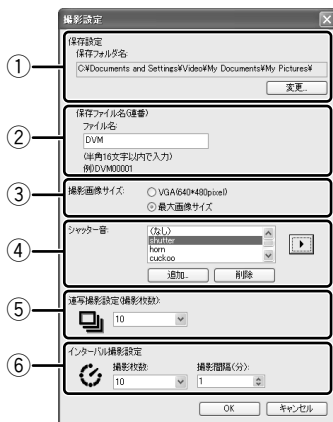 撮影設定
①
保存設定
保存フォルダ名:
C:¥Documents and Settings¥Video¥My Documents¥My Pictures¥
変更...
②
保存ファイル名(連番)
ファイル名:
DVM
(半角16文字以内で入力)
例)DVM00001
③
撮影画像サイズ:
VGA(640*480pixel)
最大画像サイズ
④
シャッター音:
(なし)
shutter
horn
cuckoo
追加...
削除
⑤
連写撮影設定(撮影枚数):
10
⑥
インターバル撮影設定
撮影枚数:
撮影間隔(分):
10
1
OK
キャンセル